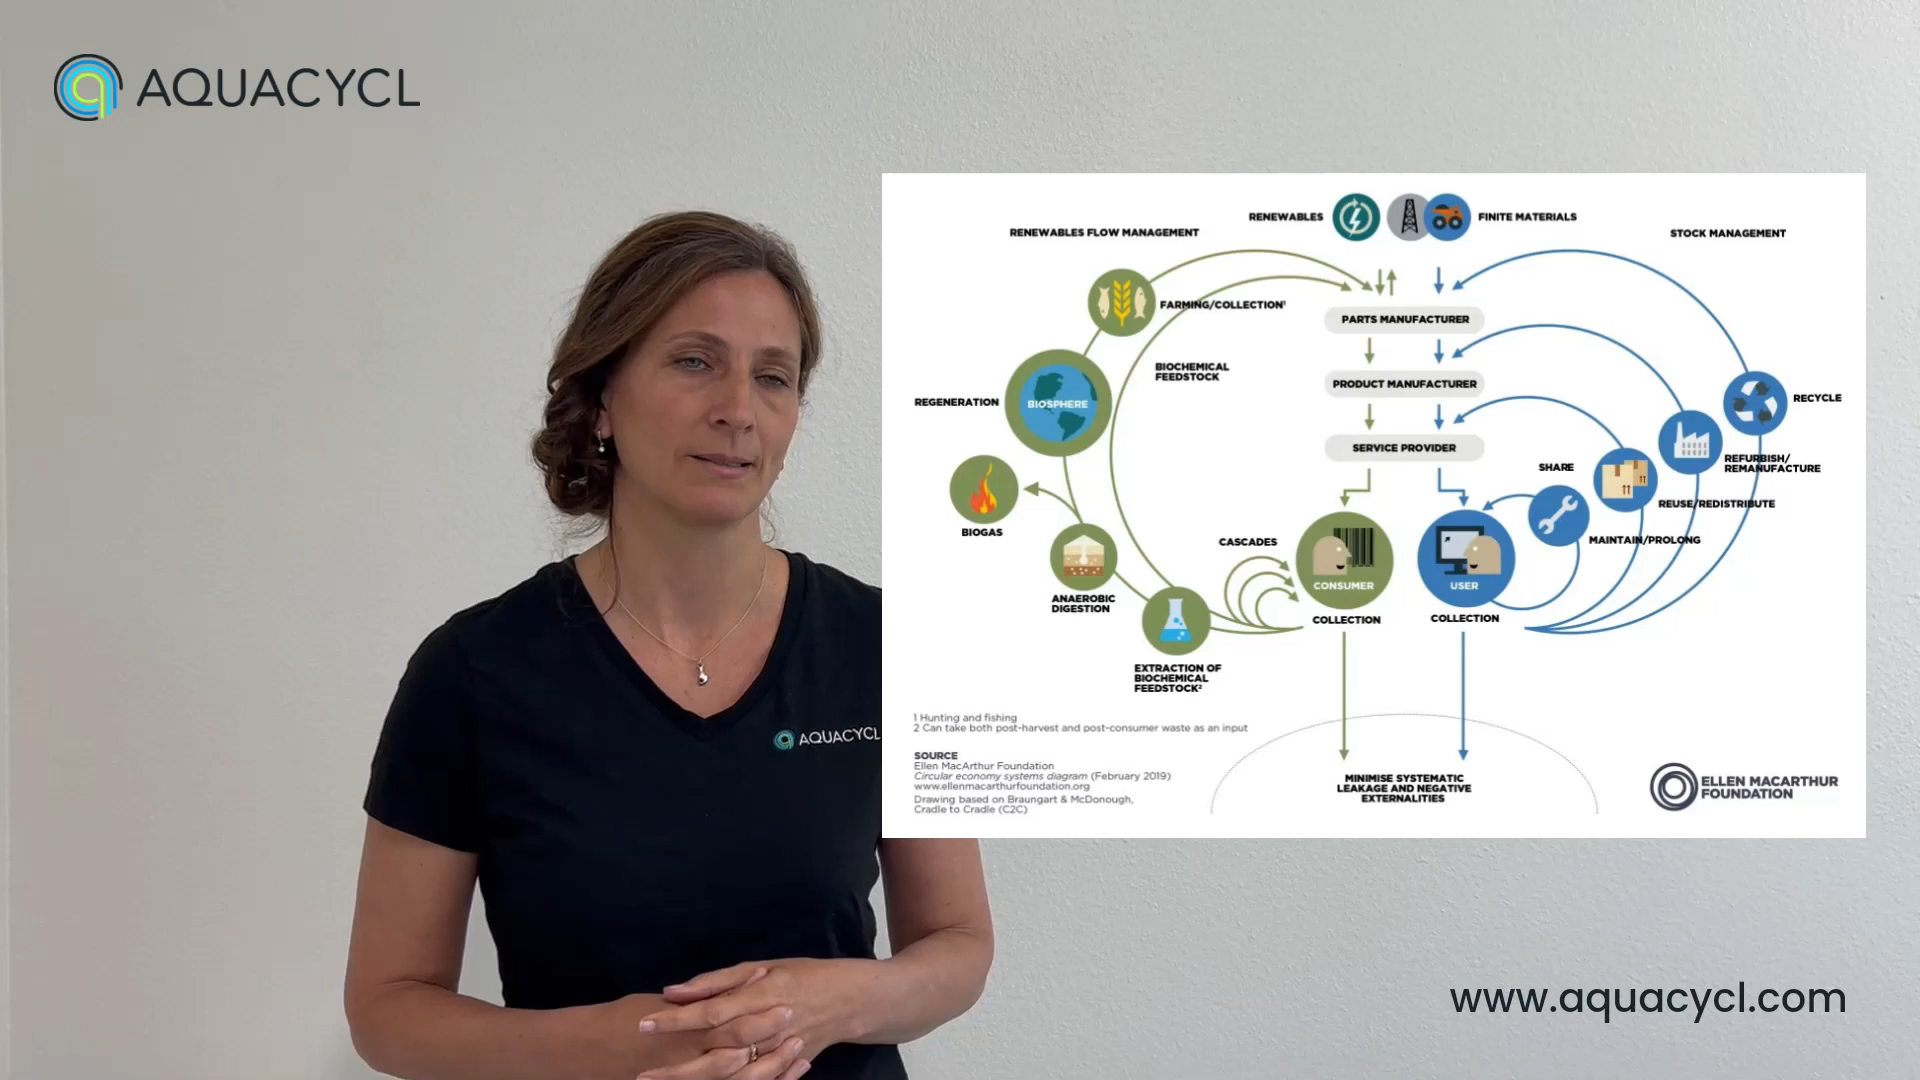 AQUACYCL
RENEWABLES
FINITE MATERIALS
RENEWABLES FLOW MANAGEMENT
STOCK MANAGEMENT
FARMING/COLLECTION¹
PARTS MANUFACTURER
BIOCHEMICAL
FEEDSTOCK
PRODUCT MANUFACTURER
REGENERATION
BIOSPHERE
RECYCLE
SERVICE PROVIDER
SHARE
REFURBISH/
REMANUFACTURE
REUSE/REDISTRIBUTE
BIOGAS
CASCADES
MAINTAIN/PROLONG
CONSUMER
USER
ANAEROBIC
DIGESTION
COLLECTION
COLLECTION
EXTRACTION OF
BIOCHEMICAL
FEEDSTOCK²
1 Hunting and fishing
2 Can take both post-harvest and post-consumer waste as an input
SOURCE
Ellen MacArthur Foundation
Circular economy systems diagram (February 2019)
www.ellenmacarthurfoundation.org
Drawing based on Braungart & McDonough,
Cradle to Cradle (C2C)
MINIMISE SYSTEMATIC
LEAKAGE AND NEGATIVE
EXTERNALITIES
ELLEN MACARTHUR
FOUNDATION
AQUACYCL
www.aquacycl.com